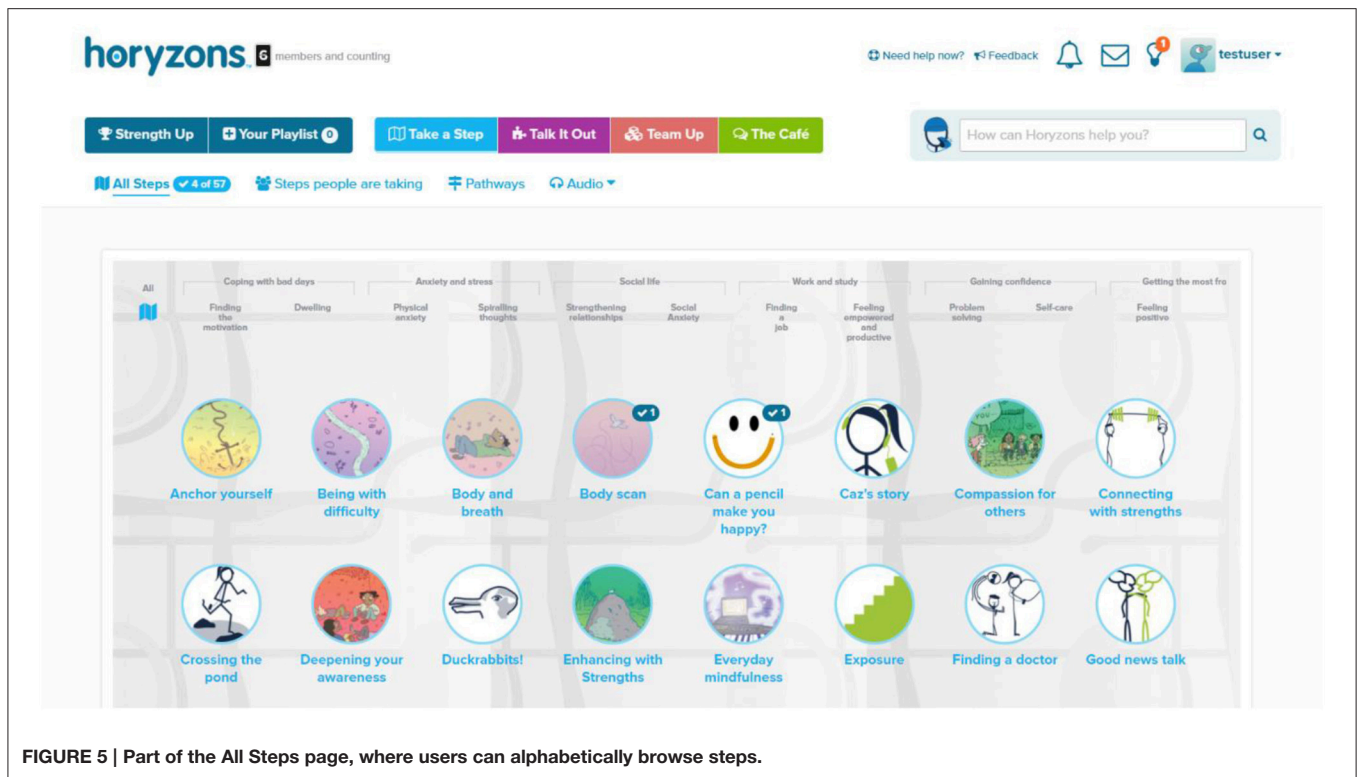 horyzons 6 members and counting
Need help now? Feedback 1 testuser
Strength Up Your Playlist 0 Take a Step Talk It Out Team Up The Café How can Horyzons help you?
All Steps 4 of 57 Steps people are taking Pathways Audio
All Coping with bad days Anxiety and stress Social life Work and study Gaining confidence Getting the most fro
Finding Dwelling Physical Spiralling Strengthening Social Finding Feeling Problem Self-care Feeling
the anxiety thoughts relationships Anxiety a empowered solving positive
motivation job and
productive
1 1
YOU
Anchor yourself Being with Body and Body scan Can a pencil Caz's story Compassion for Connecting
difficulty breath make you others with strengths
happy?
Crossing the Deepening your Duckrabbits! Enhancing with Everyday Exposure Finding a doctor Good news talk
pond awareness Strengths mindfulness
FIGURE 5 | Part of the All Steps page, where users can alphabetically browse steps.